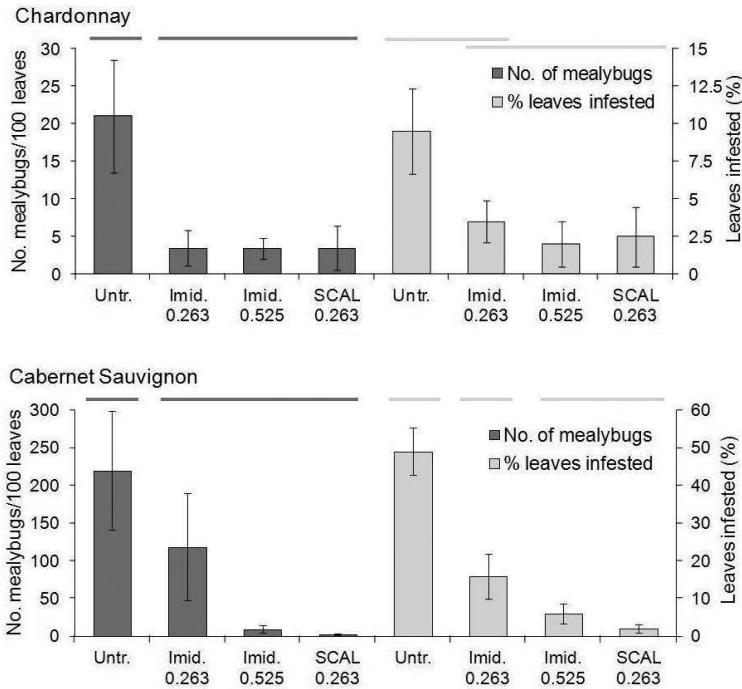 Chardonnay
No. mealybugs/100 leaves
30
25
20
15
10
5
0
No. of mealybugs
% leaves infested
15
12.5
10
7.5
5
2.5
0
Leaves infested (%)
Untr. Imid. Imid. SCAL Untr. Imid. Imid. SCAL
0.263 0.525 0.263 0.263 0.525 0.263
Cabernet Sauvignon
No. mealybugs/100 leaves
300
250
200
150
100
50
0
No. of mealybugs
% leaves infested
60
50
40
30
20
10
0
Leaves infested (%)
Untr. Imid. Imid. SCAL Untr. Imid. Imid. SCAL
0.263 0.525 0.263 0.263 0.525 0.263